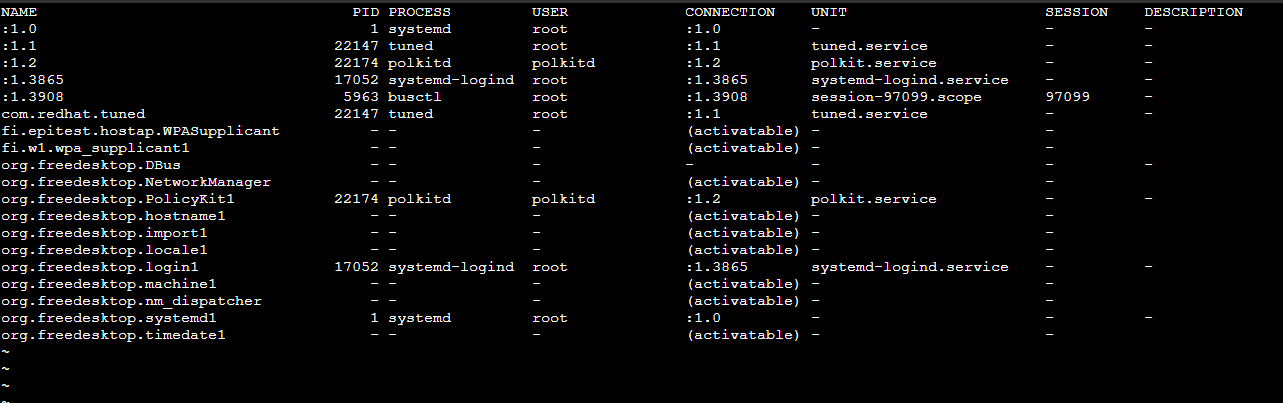 NAME PID PROCESS USER CONNECTION UNIT SESSION DESCRIPTION
:1.0 1 systemd root :1.0 - - -
:1.1 22147 tuned root :1.1 tuned.service - -
:1.2 22174 polkitd polkitd :1.2 polkit.service - -
:1.3865 17052 systemd-logind root :1.3865 systemd-logind.service - -
:1.3908 5963 busctl root :1.3908 session-97099.scope 97099 -
com.redhat.tuned 22147 tuned root :1.1 tuned.service - -
fi.epitest.hostap.WPASupplicant - - - (activatable) - -
fi.w1.wpa_supplicant1 - - - (activatable) - -
org.freedesktop.DBus - - - - - - -
org.freedesktop.NetworkManager - - - (activatable) - -
org.freedesktop.PolicyKit1 22174 polkitd polkitd :1.2 polkit.service - -
org.freedesktop.hostname1 - - - (activatable) - -
org.freedesktop.import1 - - - (activatable) - -
org.freedesktop.locale1 - - - (activatable) - -
org.freedesktop.login1 17052 systemd-logind root :1.3865 systemd-logind.service - -
org.freedesktop.machine1 - - - (activatable) - -
org.freedesktop.nm_dispatcher - - - (activatable) - -
org.freedesktop.systemd1 1 systemd root :1.0 - - -
org.freedesktop.timedate1 - - - (activatable) - -
~
~
~
~